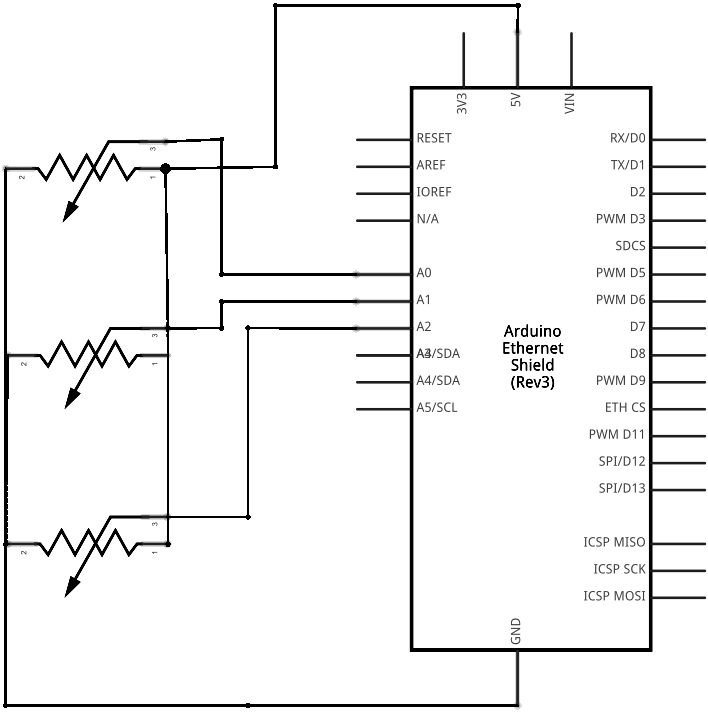 3V3
5V
VIN
RESET
AREF
IOREF
N/A
A0
A1
A2
A4/SDA
A5/SCL
RX/D0
TX/D1
D2
PWM D3
SDCS
PWM D5
PWM D6
D7
D8
PWM D9
ETH CS
PWM D11
SPI/D12
SPI/D13
ICSP MISO
ICSP SCK
ICSP MOSI
GND
Arduino
Ethernet
Shield
(Rev3)
2
3
1
2
3
1
2
3
1